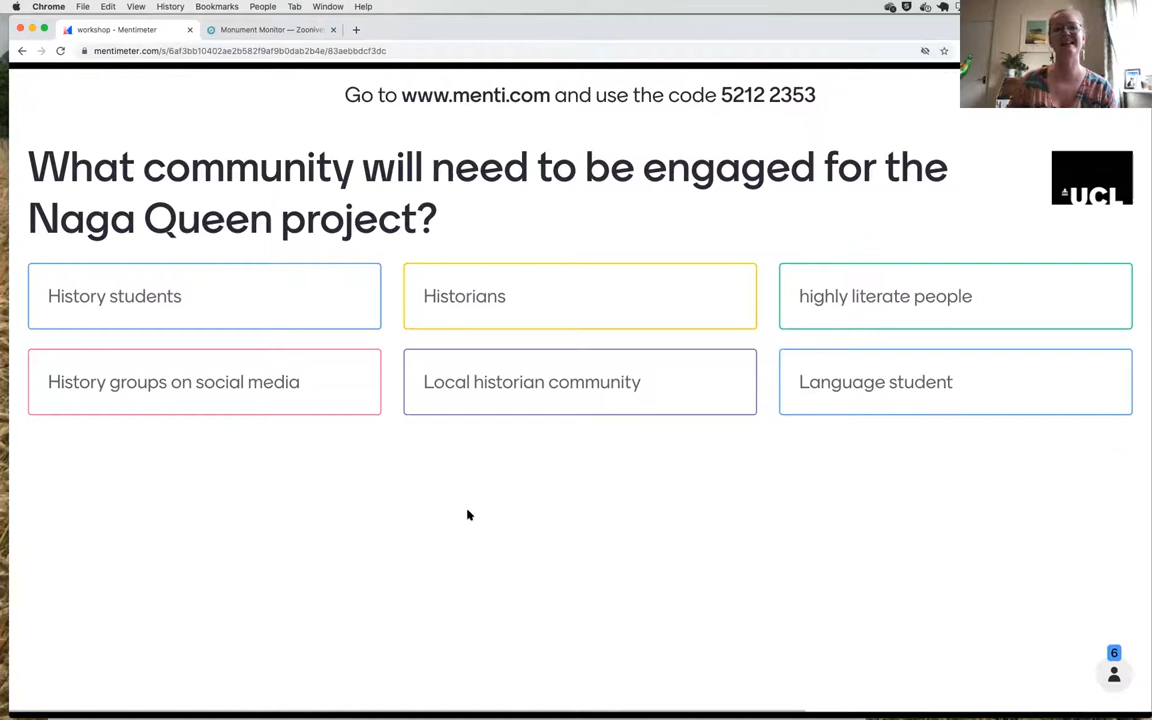 Chrome File Edit View History Bookmarks People Tab Window Help
workshop - Mentimeter
Monument Monitor — Zooniver
mentimeter.com/s/6af3bb10402ae2b582f9af9b0dab2b4e/83aebbdcf3dc
Go to www.menti.com and use the code 5212 2353
What community will need to be engaged for the
Naga Queen project?
UCL
History students
Historians
highly literate people
History groups on social media
Local historian community
Language student
6